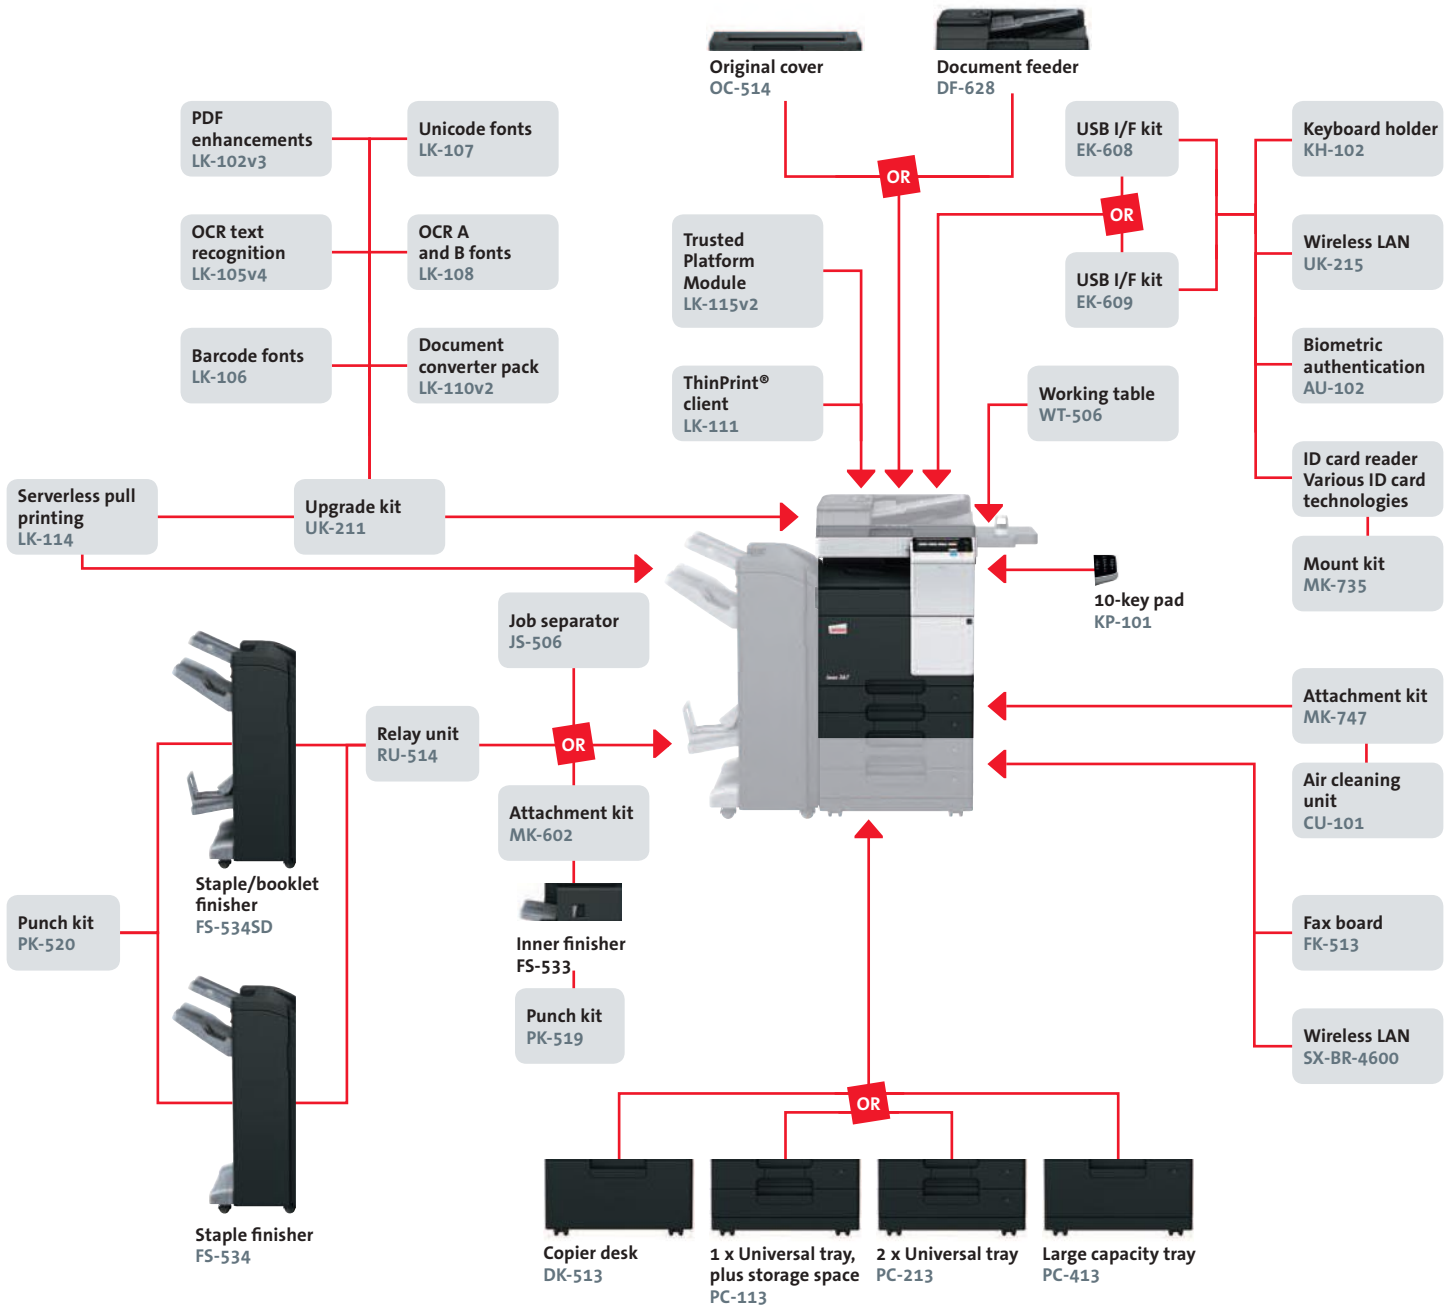 Original cover
OC-514
Document feeder
DF-628
PDF
enhancements
LK-102v3
Unicode fonts
LK-107
USB I/F kit
EK-608
Keyboard holder
KH-102
OR
OR
OCR text
recognition
LK-105v4
OCR A
and B fonts
LK-108
Trusted
Platform
Module
LK-115v2
Wireless LAN
UK-215
USB I/F kit
EK-609
Barcode fonts
LK-106
Document
converter pack
LK-110v2
ThinPrint®
client
LK-111
Working table
WT-506
Biometric
authentication
AU-102
ID card reader
Various ID card
technologies
Serverless pull
printing
LK-114
Upgrade kit
UK-211
Mount kit
MK-735
10-key pad
KP-101
Job separator
JS-506
Attachment kit
MK-747
Relay unit
RU-514
OR
Air cleaning
unit
CU-101
Attachment kit
MK-602
Staple/booklet
finisher
FS-534SD
Punch kit
PK-520
Inner finisher
FS-533
Fax board
FK-513
Punch kit
PK-519
Wireless LAN
SX-BR-4600
OR
Staple finisher
FS-534
Copier desk
DK-513
1 x Universal tray,
plus storage space
PC-113
2 x Universal tray
PC-213
Large capacity tray
PC-413